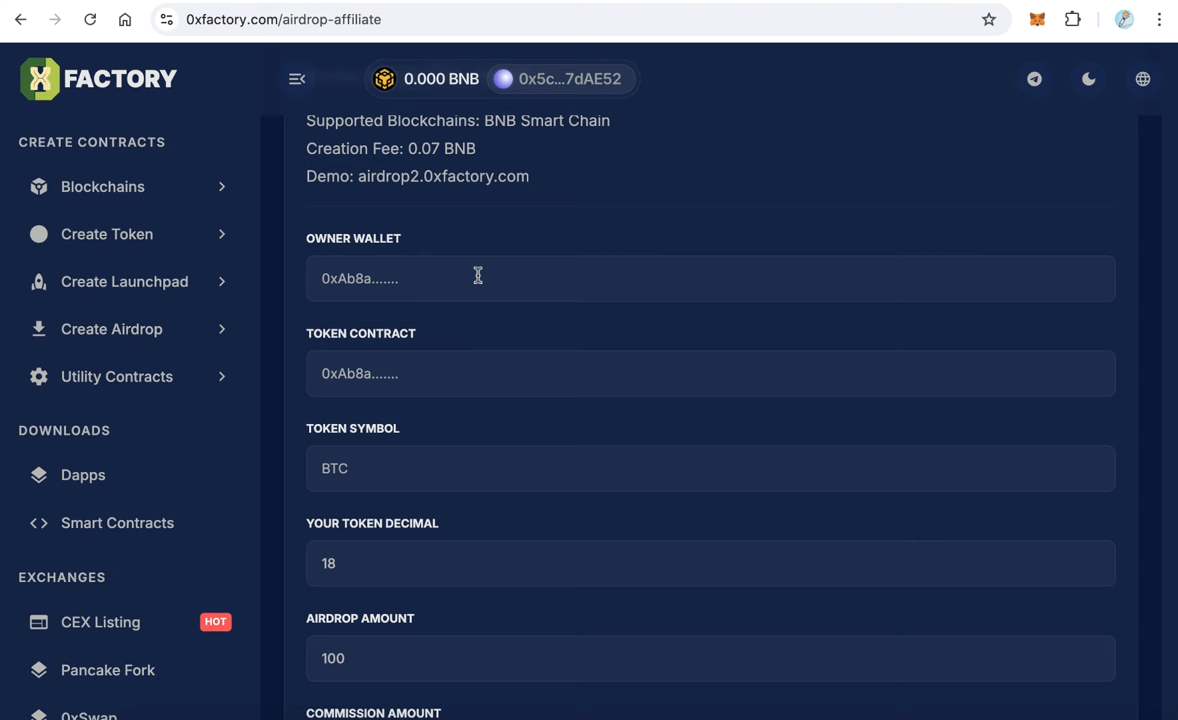 0xfactory.com/airdrop-affiliate
X FACTORY
0.000 BNB
0x5c...7dAE52
CREATE CONTRACTS
Blockchains
Create Token
Create Launchpad
Create Airdrop
Utility Contracts
DOWNLOADS
Dapps
Smart Contracts
EXCHANGES
CEX Listing
HOT
Pancake Fork
0xSwap
Supported Blockchains: BNB Smart Chain
Creation Fee: 0.07 BNB
Demo: airdrop2.0xfactory.com
OWNER WALLET
0xAb8a.......
TOKEN CONTRACT
0xAb8a.......
TOKEN SYMBOL
BTC
YOUR TOKEN DECIMAL
18
AIRDROP AMOUNT
100
COMMISSION AMOUNT